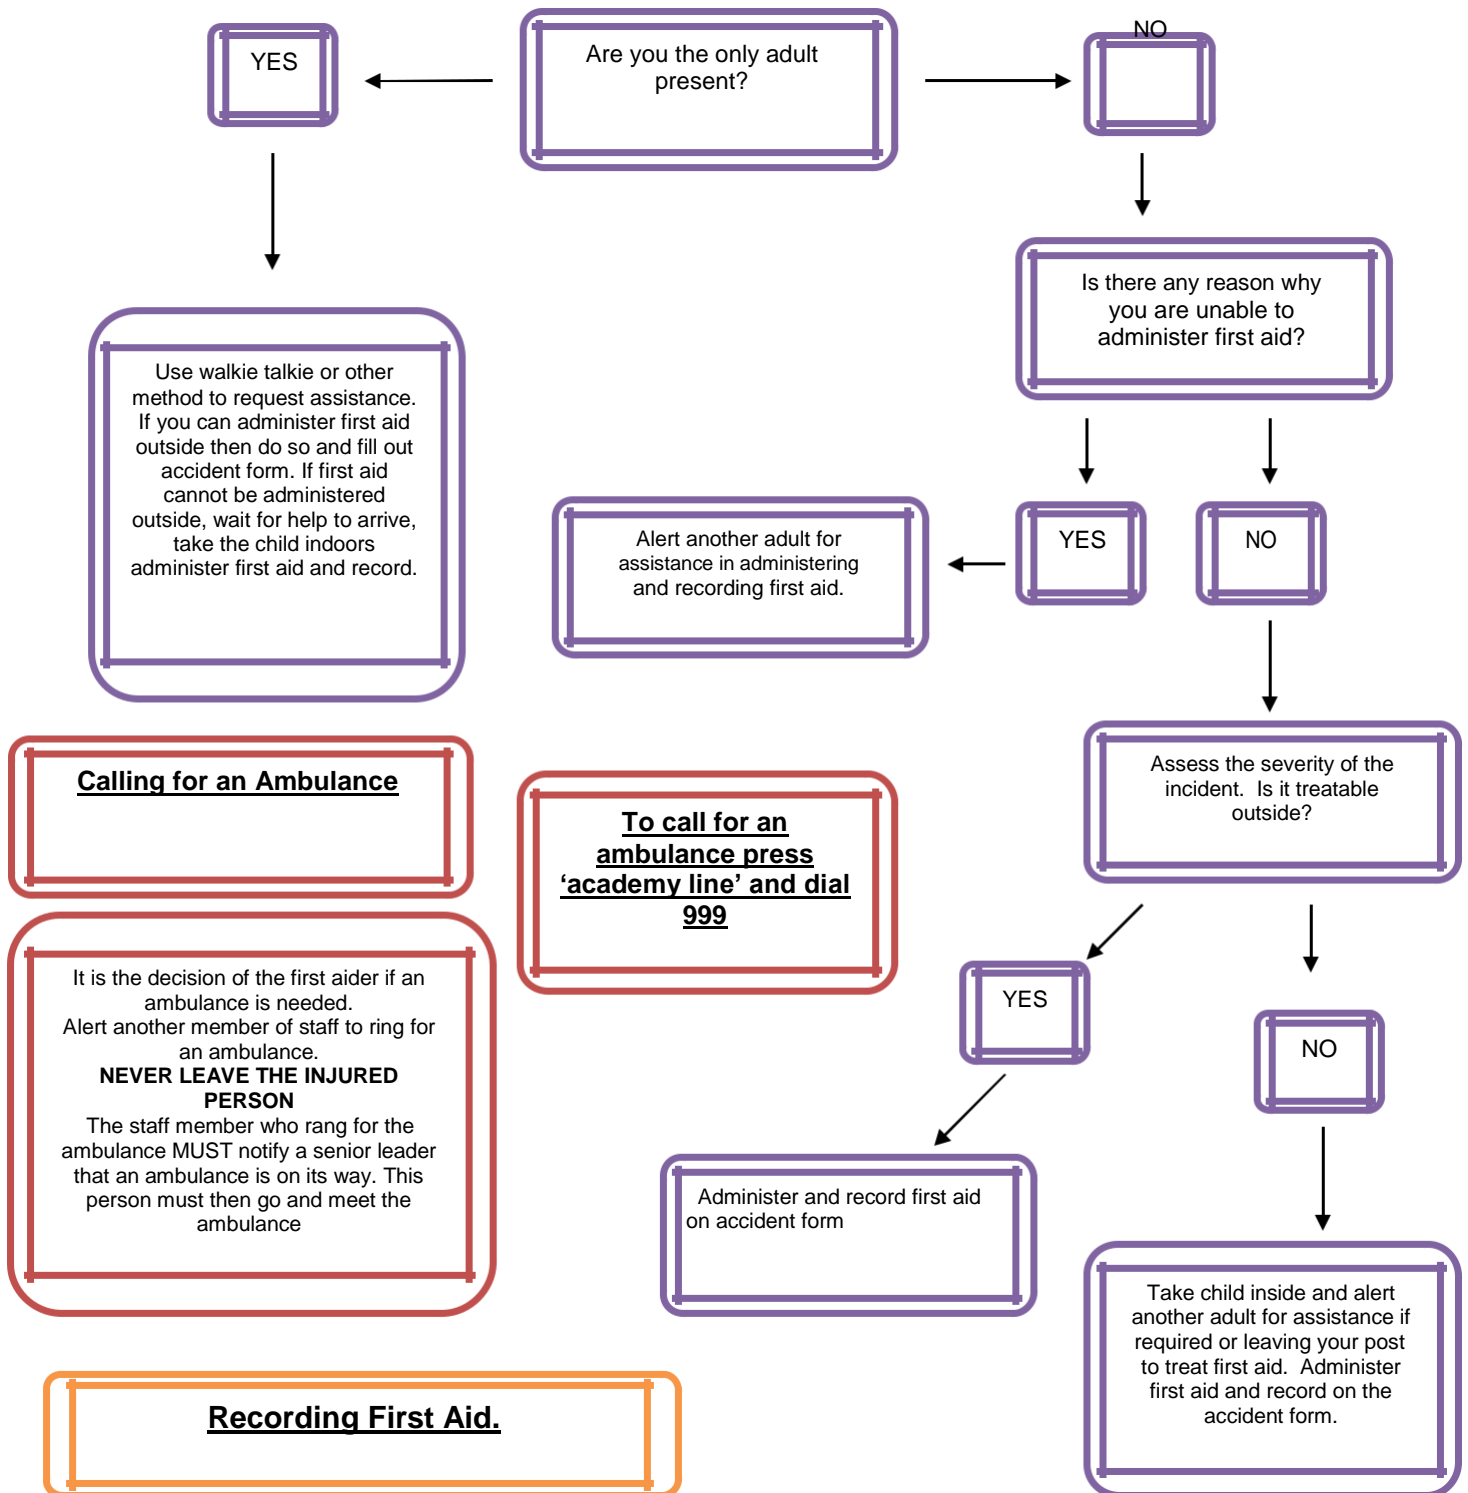 Are you the only adult
present?
YES
NO
Is there any reason why
you are unable to
administer first aid?
Use walkie talkie or other
method to request assistance.
If you can administer first aid
outside then do so and fill out
accident form. If first aid
cannot be administered
outside, wait for help to arrive,
take the child indoors
administer first aid and record.
YES
NO
Alert another adult for
assistance in administering
and recording first aid.
Assess the severity of the
incident. Is it treatable
outside?
Calling for an Ambulance
To call for an
ambulance press
‘academy line’ and dial
999
It is the decision of the first aider if an
ambulance is needed.
Alert another member of staff to ring for
an ambulance.
NEVER LEAVE THE INJURED
PERSON
The staff member who rang for the
ambulance MUST notify a senior leader
that an ambulance is on its way. This
person must then go and meet the
ambulance
YES
NO
Administer and record first aid
on accident form
Take child inside and alert
another adult for assistance if
required or leaving your post
to treat first aid. Administer
first aid and record on the
accident form.
Recording First Aid.